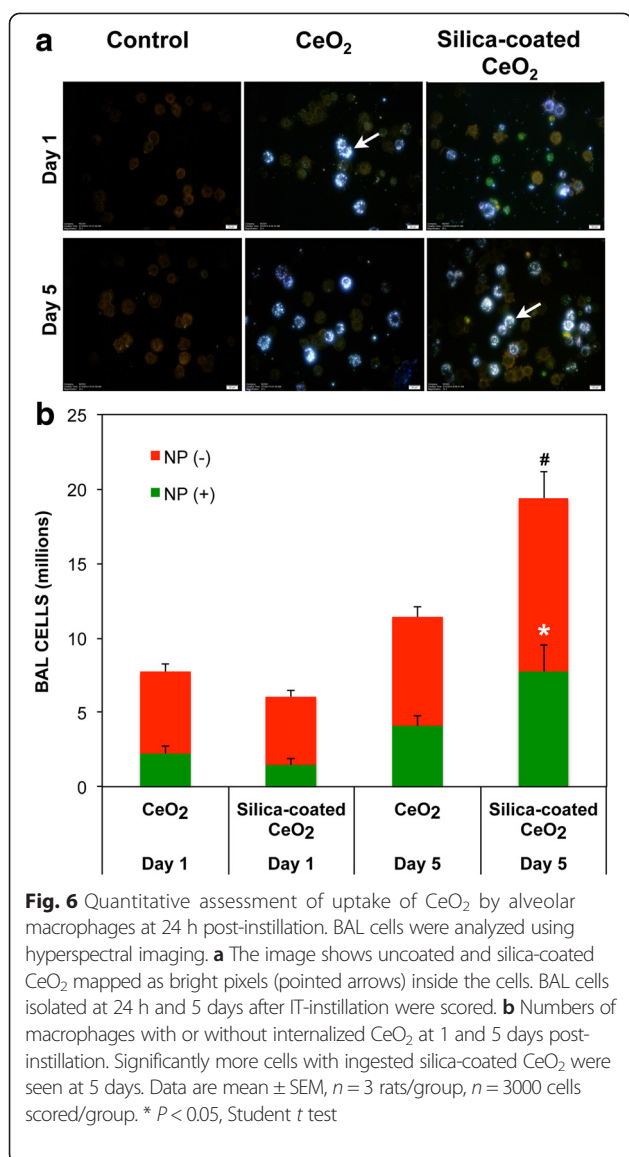 a
Control CeO₂ Silica-coated CeO₂
Day 1
Day 5
b
25
20
15
10
5
0
BAL CELLS (millions)
NP (-)
NP (+)
#
*
CeO₂ Silica-coated CeO₂ CeO₂ Silica-coated CeO₂
Day 1 Day 1 Day 5 Day 5
Fig. 6 Quantitative assessment of uptake of CeO₂ by alveolar
macrophages at 24 h post-instillation. BAL cells were analyzed using
hyperspectral imaging. a The image shows uncoated and silica-coated
CeO₂ mapped as bright pixels (pointed arrows) inside the cells. BAL cells
isolated at 24 h and 5 days after IT-instillation were scored. b Numbers of
macrophages with or without internalized CeO₂ at 1 and 5 days post-
instillation. Significantly more cells with ingested silica-coated CeO₂ were
seen at 5 days. Data are mean ± SEM, n = 3 rats/group, n = 3000 cells
scored/group. * P < 0.05, Student t test